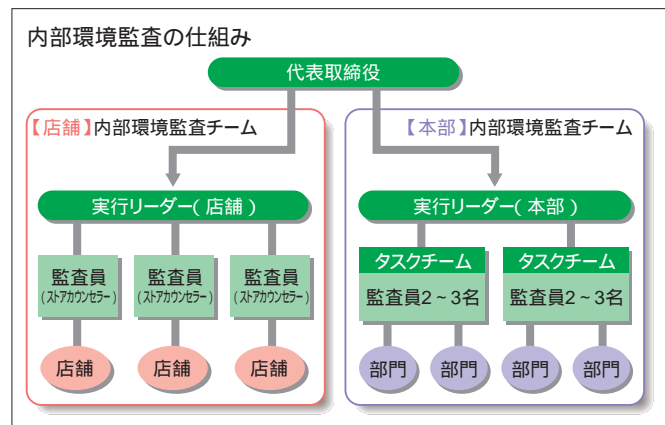 内部環境監査の仕組み
代表取締役
【店舗】内部環境監査チーム
実行リーダー(店舗)
監査員
(ストアカウンセラー)
監査員
(ストアカウンセラー)
監査員
(ストアカウンセラー)
店舗
店舗
店舗
【本部】内部環境監査チーム
実行リーダー(本部)
タスクチーム
監査員2~3名
タスクチーム
監査員2~3名
部門
部門
部門
部門